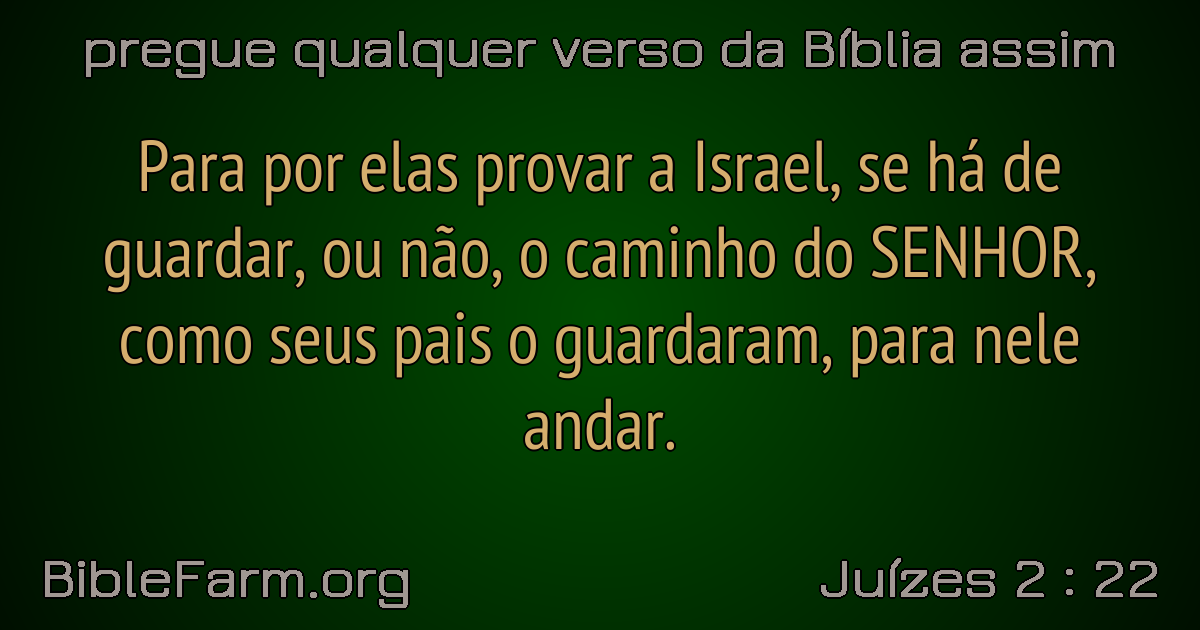 pregue qualquer verso da Bíblia assim
Para por elas provar a Israel, se há de
guardar, ou não, o caminho do SENHOR,
como seus pais o guardaram, para nele
andar.
BibleFarm.org
Juízes 2 : 22